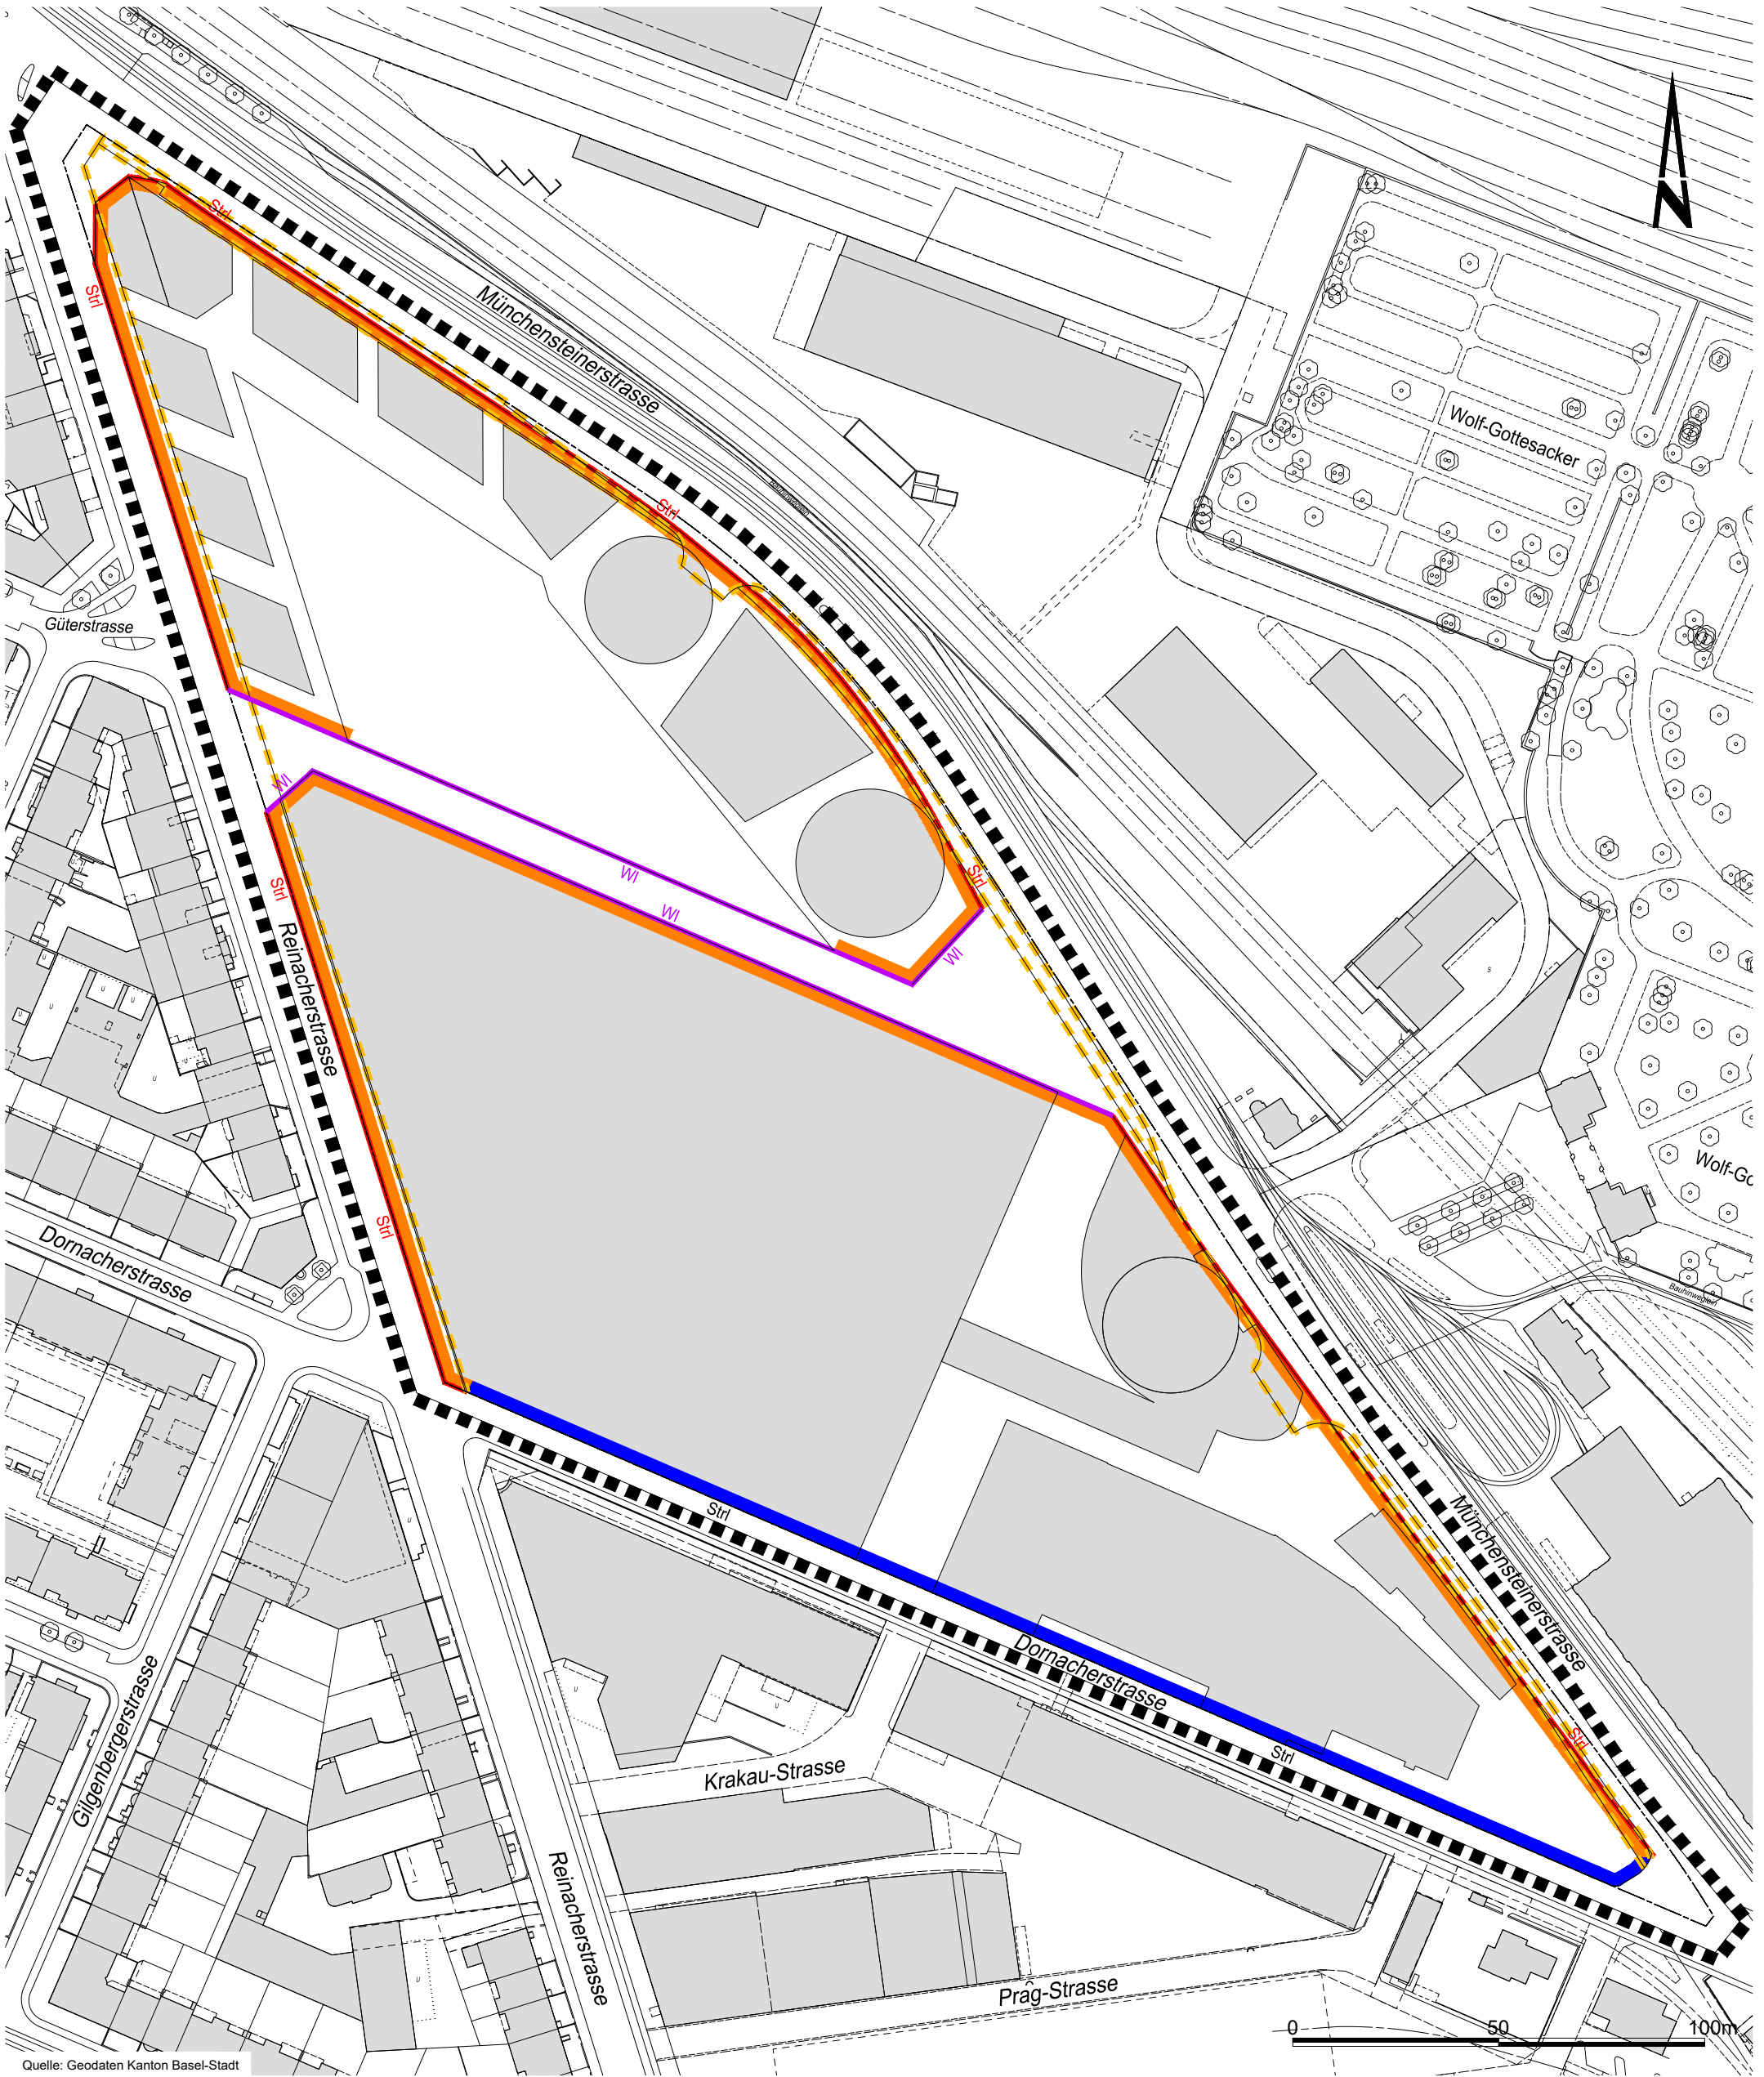 N
Strl
Strl
Münchensteinerstrasse
Wolf-Gottesacker
Strl
Güterstrasse
Wl
Wl
Strl
Strl
Wl
Wl
Reinacherstrasse
Wolf-Go
Strl
Dornacherstrasse
Bauhinweglein
Strl
Münchensteinerstrasse
Dornacherstrasse
Strl
Strl
Krakau-Strasse
Gilgenbergerstrasse
Reinacherstrasse
Prag-Strasse
0 50 100m
Quelle: Geodaten Kanton Basel-Stadt